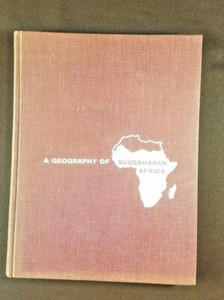 A GEOGRAPHY OF SUBSAHARAN
AFRICA